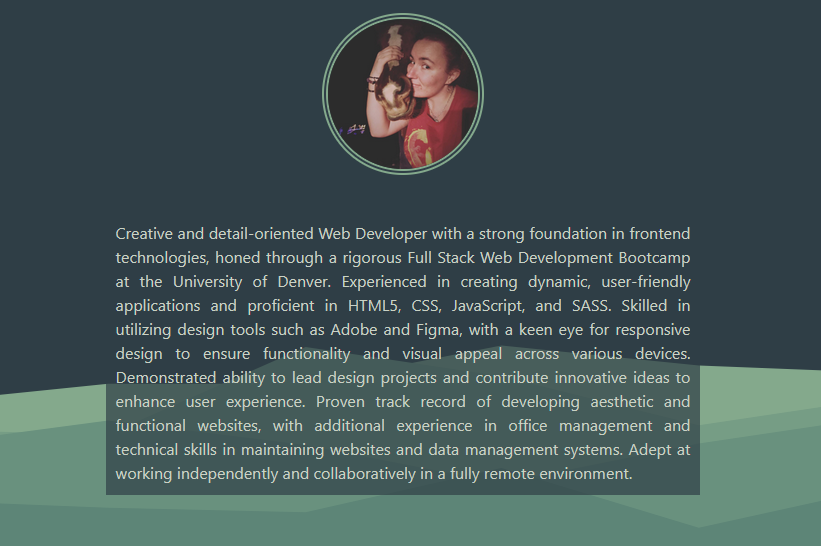 Creative and detail-oriented Web Developer with a strong foundation in frontend
technologies, honed through a rigorous Full Stack Web Development Bootcamp
at the University of Denver. Experienced in creating dynamic, user-friendly
applications and proficient in HTML5, CSS, JavaScript, and SASS. Skilled in
utilizing design tools such as Adobe and Figma, with a keen eye for responsive
design to ensure functionality and visual appeal across various devices.
Demonstrated ability to lead design projects and contribute innovative ideas to
enhance user experience. Proven track record of developing aesthetic and
functional websites, with additional experience in office management and
technical skills in maintaining websites and data management systems. Adept at
working independently and collaboratively in a fully remote environment.